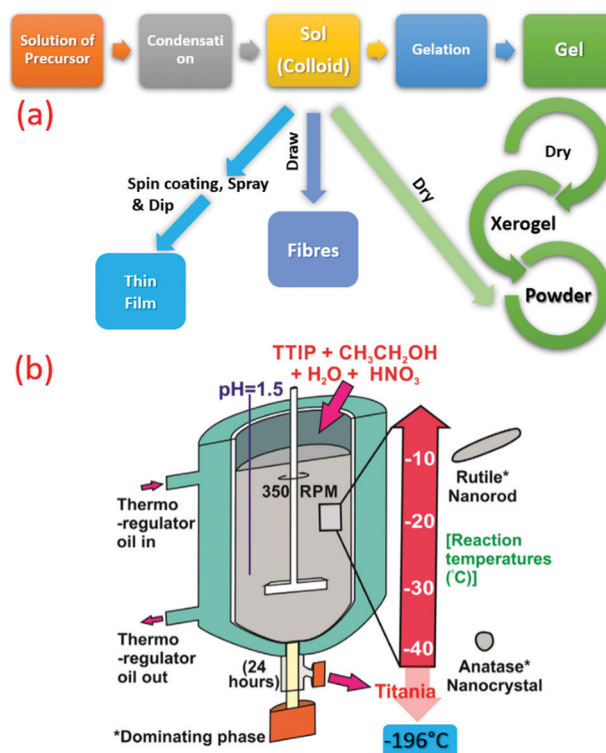 Solution of
Precursor
Condensati
on
Sol
(Colloid)
Gelation
Gel
(a)
Spin coating, Spray
& Dip
Draw
Dry
Dry
Xerogel
Powder
Thin
Film
Fibres
(b)
TTIP + CH₃CH₂OH
+ H₂O + HNO₃
pH=1.5
350 RPM
Thermo
-regulator
oil in
Thermo
-regulator
oil out
(24
hours)
*Dominating phase
Titania
-10
-20
-30
-40
-196°C
Rutile*
Nanorod
[Reaction
temperatures
(°C)]
Anatase*
Nanocrystal